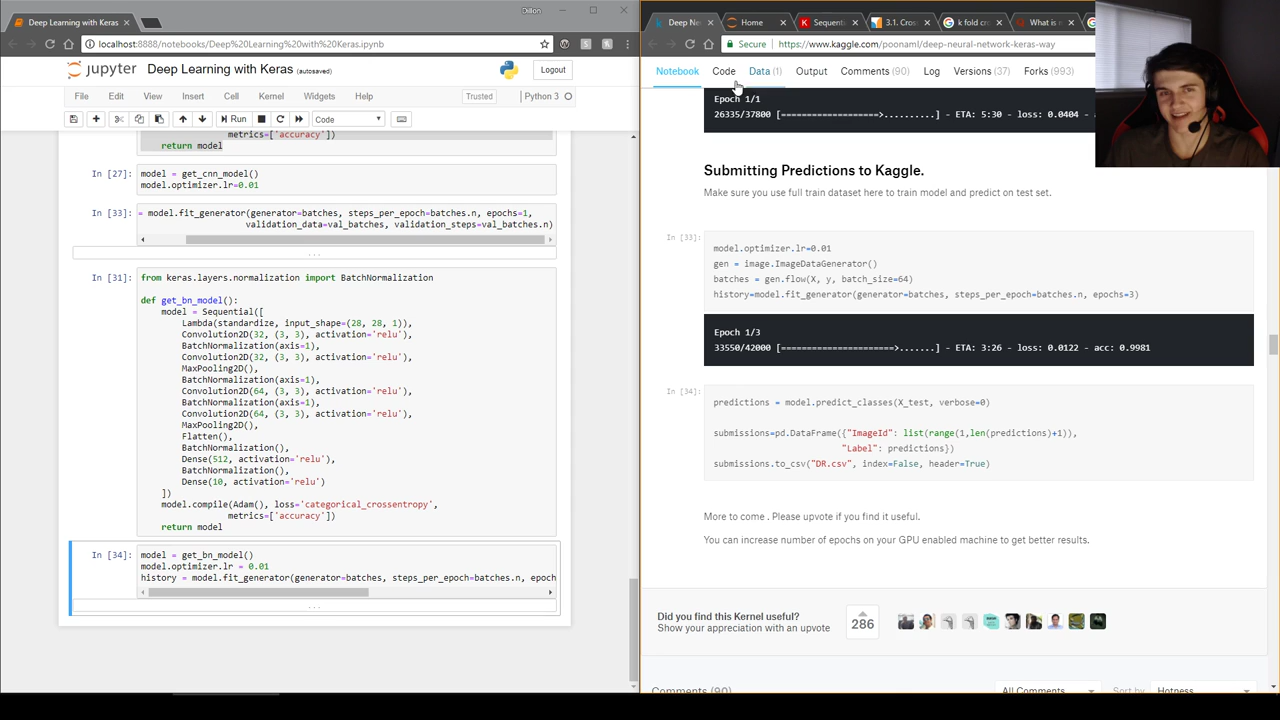 Deep Learning with Keras
Dillon
localhost:8888/notebooks/Deep%20Learning%20with%20Keras.ipynb
jupyter Deep Learning with Keras (autosaved)
Logout
File Edit View Insert Cell Kernel Widgets Help
Trusted Python 3
Run Code
metrics=['accuracy'])
return model
In [27]: model = get_cnn_model()
model.optimizer.lr=0.01
In [33]: = model.fit_generator(generator=batches, steps_per_epoch=batches.n, epochs=1,
validation_data=val_batches, validation_steps=val_batches.n)
In [31]: from keras.layers.normalization import BatchNormalization
def get_bn_model():
model = Sequential([
Lambda(standardize, input_shape=(28, 28, 1)),
Convolution2D(32, (3, 3), activation='relu'),
BatchNormalization(axis=1),
Convolution2D(32, (3, 3), activation='relu'),
MaxPooling2D(),
BatchNormalization(axis=1),
Convolution2D(64, (3, 3), activation='relu'),
BatchNormalization(axis=1),
Convolution2D(64, (3, 3), activation='relu'),
MaxPooling2D(),
Flatten(),
BatchNormalization(),
Dense(512, activation='relu'),
BatchNormalization(),
Dense(10, activation='relu')
])
model.compile(Adam(), loss='categorical_crossentropy',
metrics=['accuracy'])
return model
In [34]: model = get_bn_model()
model.optimizer.lr = 0.01
history = model.fit_generator(generator=batches, steps_per_epoch=batches.n, epoch
Deep Ne Home Sequenti 3.1. Cros k fold cr What is
Secure https://www.kaggle.com/poonaml/deep-neural-network-keras-way
Notebook Code Data (1) Output Comments (90) Log Versions (37) Forks (993)
Epoch 1/1
26335/37800 [===================>..........] - ETA: 5:30 - loss: 0.0404 - a
Submitting Predictions to Kaggle.
Make sure you use full train dataset here to train model and predict on test set.
In [33]:
model.optimizer.lr=0.01
gen = image.ImageDataGenerator()
batches = gen.flow(X, y, batch_size=64)
history=model.fit_generator(generator=batches, steps_per_epoch=batches.n, epochs=3)
Epoch 1/3
33550/42000 [======================>.......] - ETA: 3:26 - loss: 0.0122 - acc: 0.9981
In [34]:
predictions = model.predict_classes(X_test, verbose=0)
submissions=pd.DataFrame({"ImageId": list(range(1,len(predictions)+1)),
"Label": predictions})
submissions.to_csv("DR.csv", index=False, header=True)
More to come . Please upvote if you find it useful.
You can increase number of epochs on your GPU enabled machine to get better results.
Did you find this Kernel useful?
Show your appreciation with an upvote
286
Comments (90)
All Comments Sort by Hotness